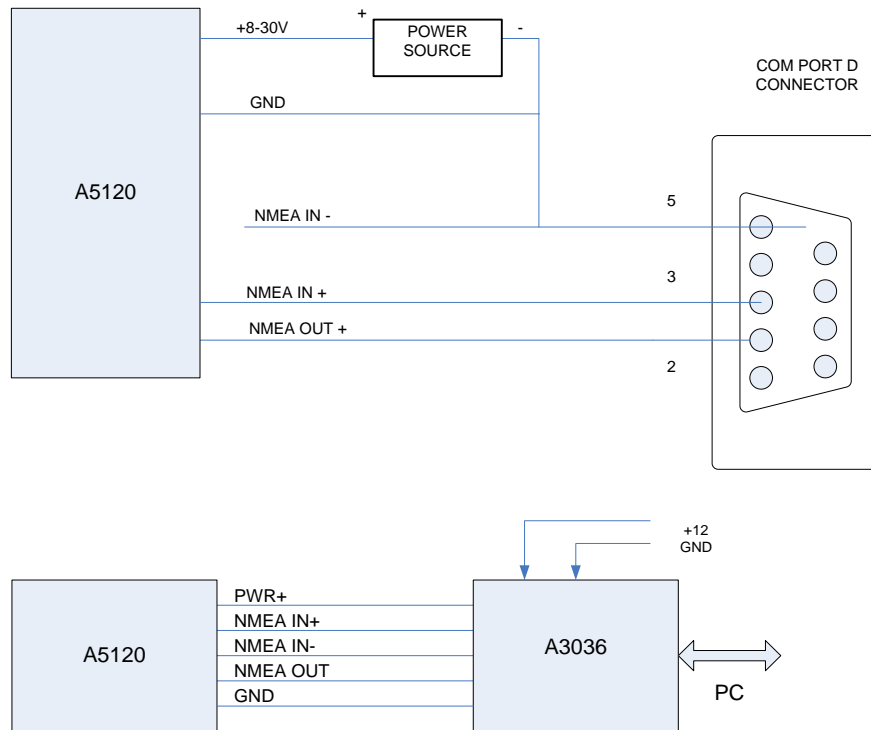 +8-30V
+
POWER
SOURCE
-
COM PORT D
CONNECTOR
GND
A5120
NMEA IN -
5
NMEA IN +
3
NMEA OUT +
2
+12
GND
PWR+
NMEA IN+
NMEA IN-
NMEA OUT
GND
A5120
A3036
PC